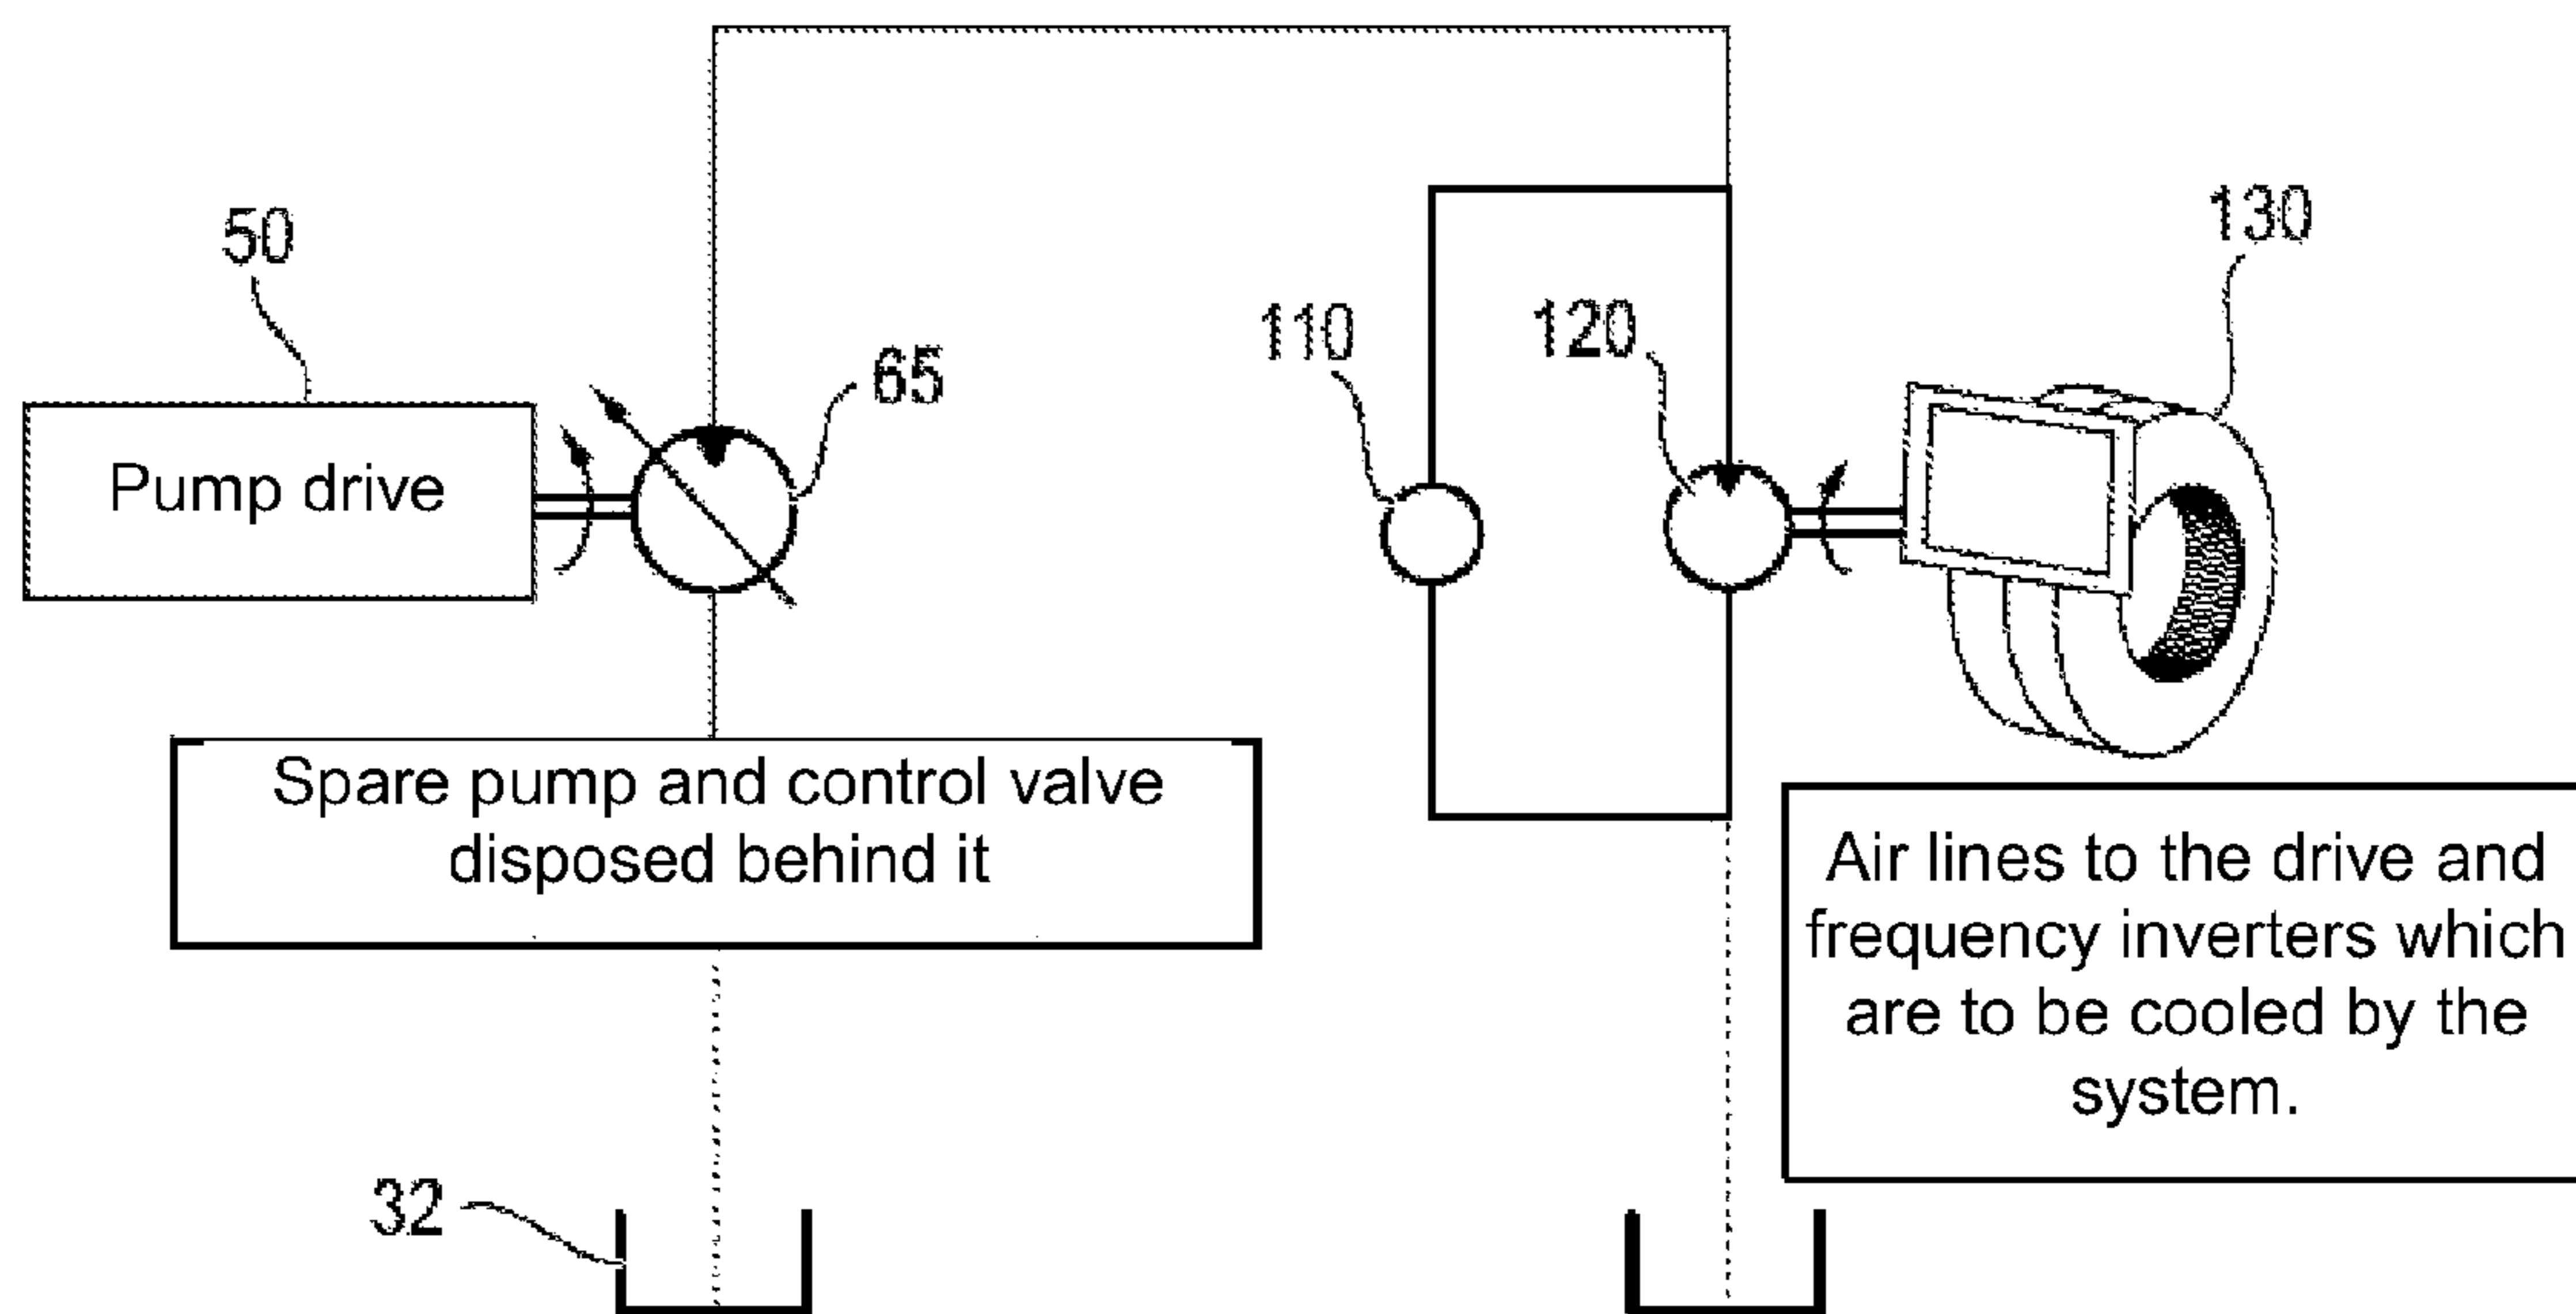 50
130
110
120
65
Pump drive
Spare pump and control valve
disposed behind it
Air lines to the drive and
frequency inverters which
are to be cooled by the
system.
32